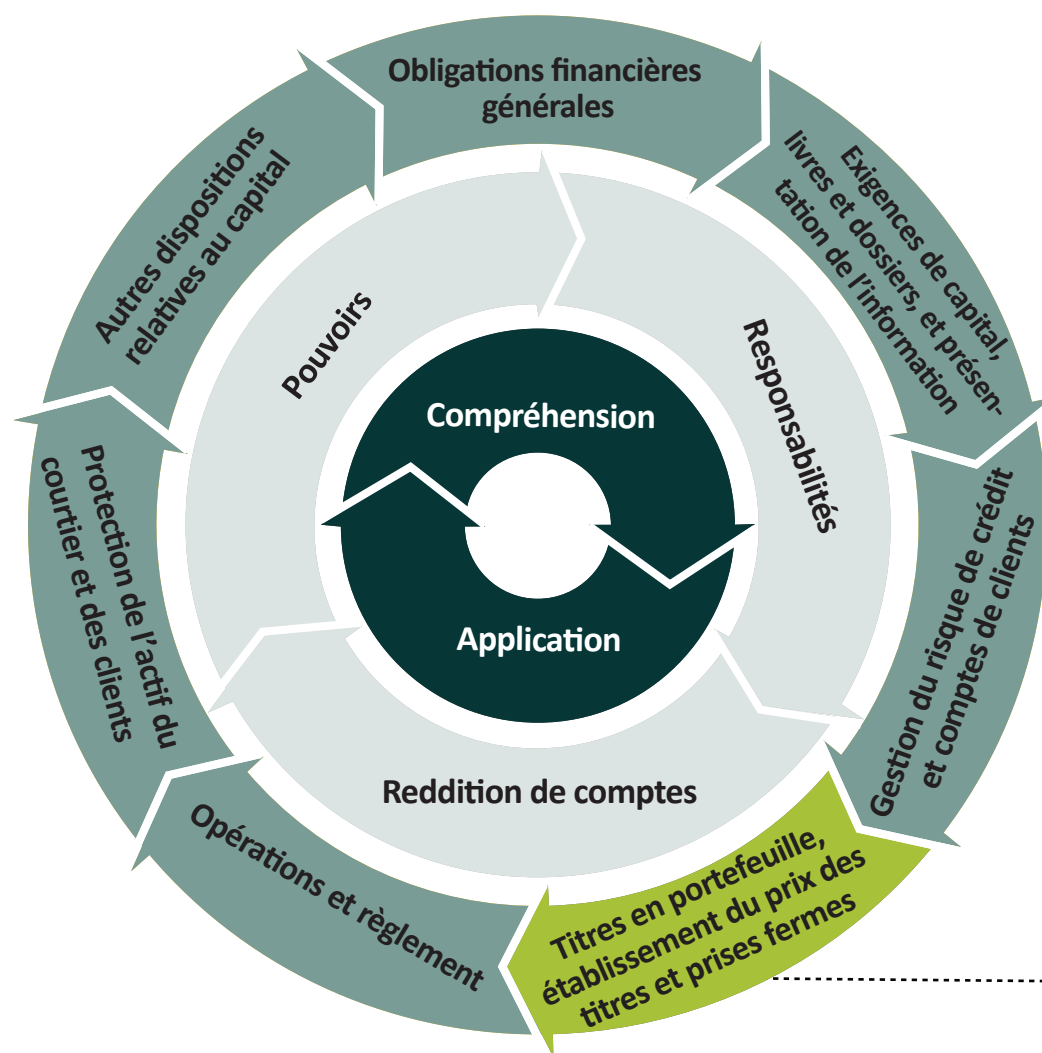 Obligations financières
générales
Exigences de capital,
livres et dossiers, et présen-
tation de l'information
Gestion du risque de crédit
et comptes de clients
Titres en portefeuille,
établissement du prix des
titres et prises fermes
Opérations et règlement
Protection de l'actif du
courtier et des clients
Autres dispositions
relatives au capital
Pouvoirs
Responsabilités
Reddition de comptes
Compréhension
Application